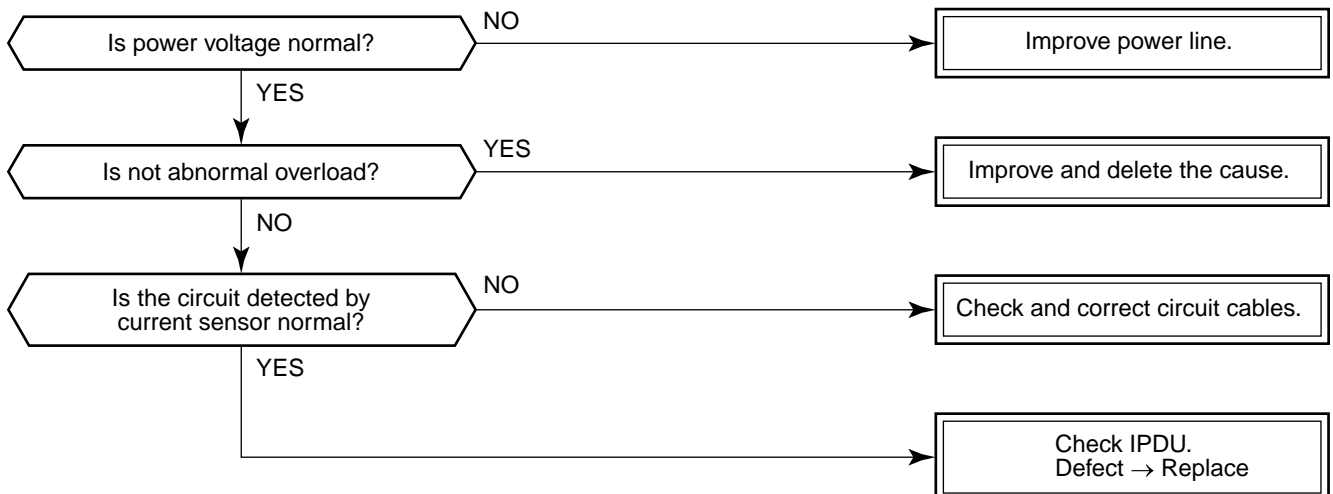 Is power voltage normal?
NO
Improve power line.
YES
Is not abnormal overload?
YES
Improve and delete the cause.
NO
Is the circuit detected by
current sensor normal?
NO
Check and correct circuit cables.
YES
Check IPDU.
Defect → Replace